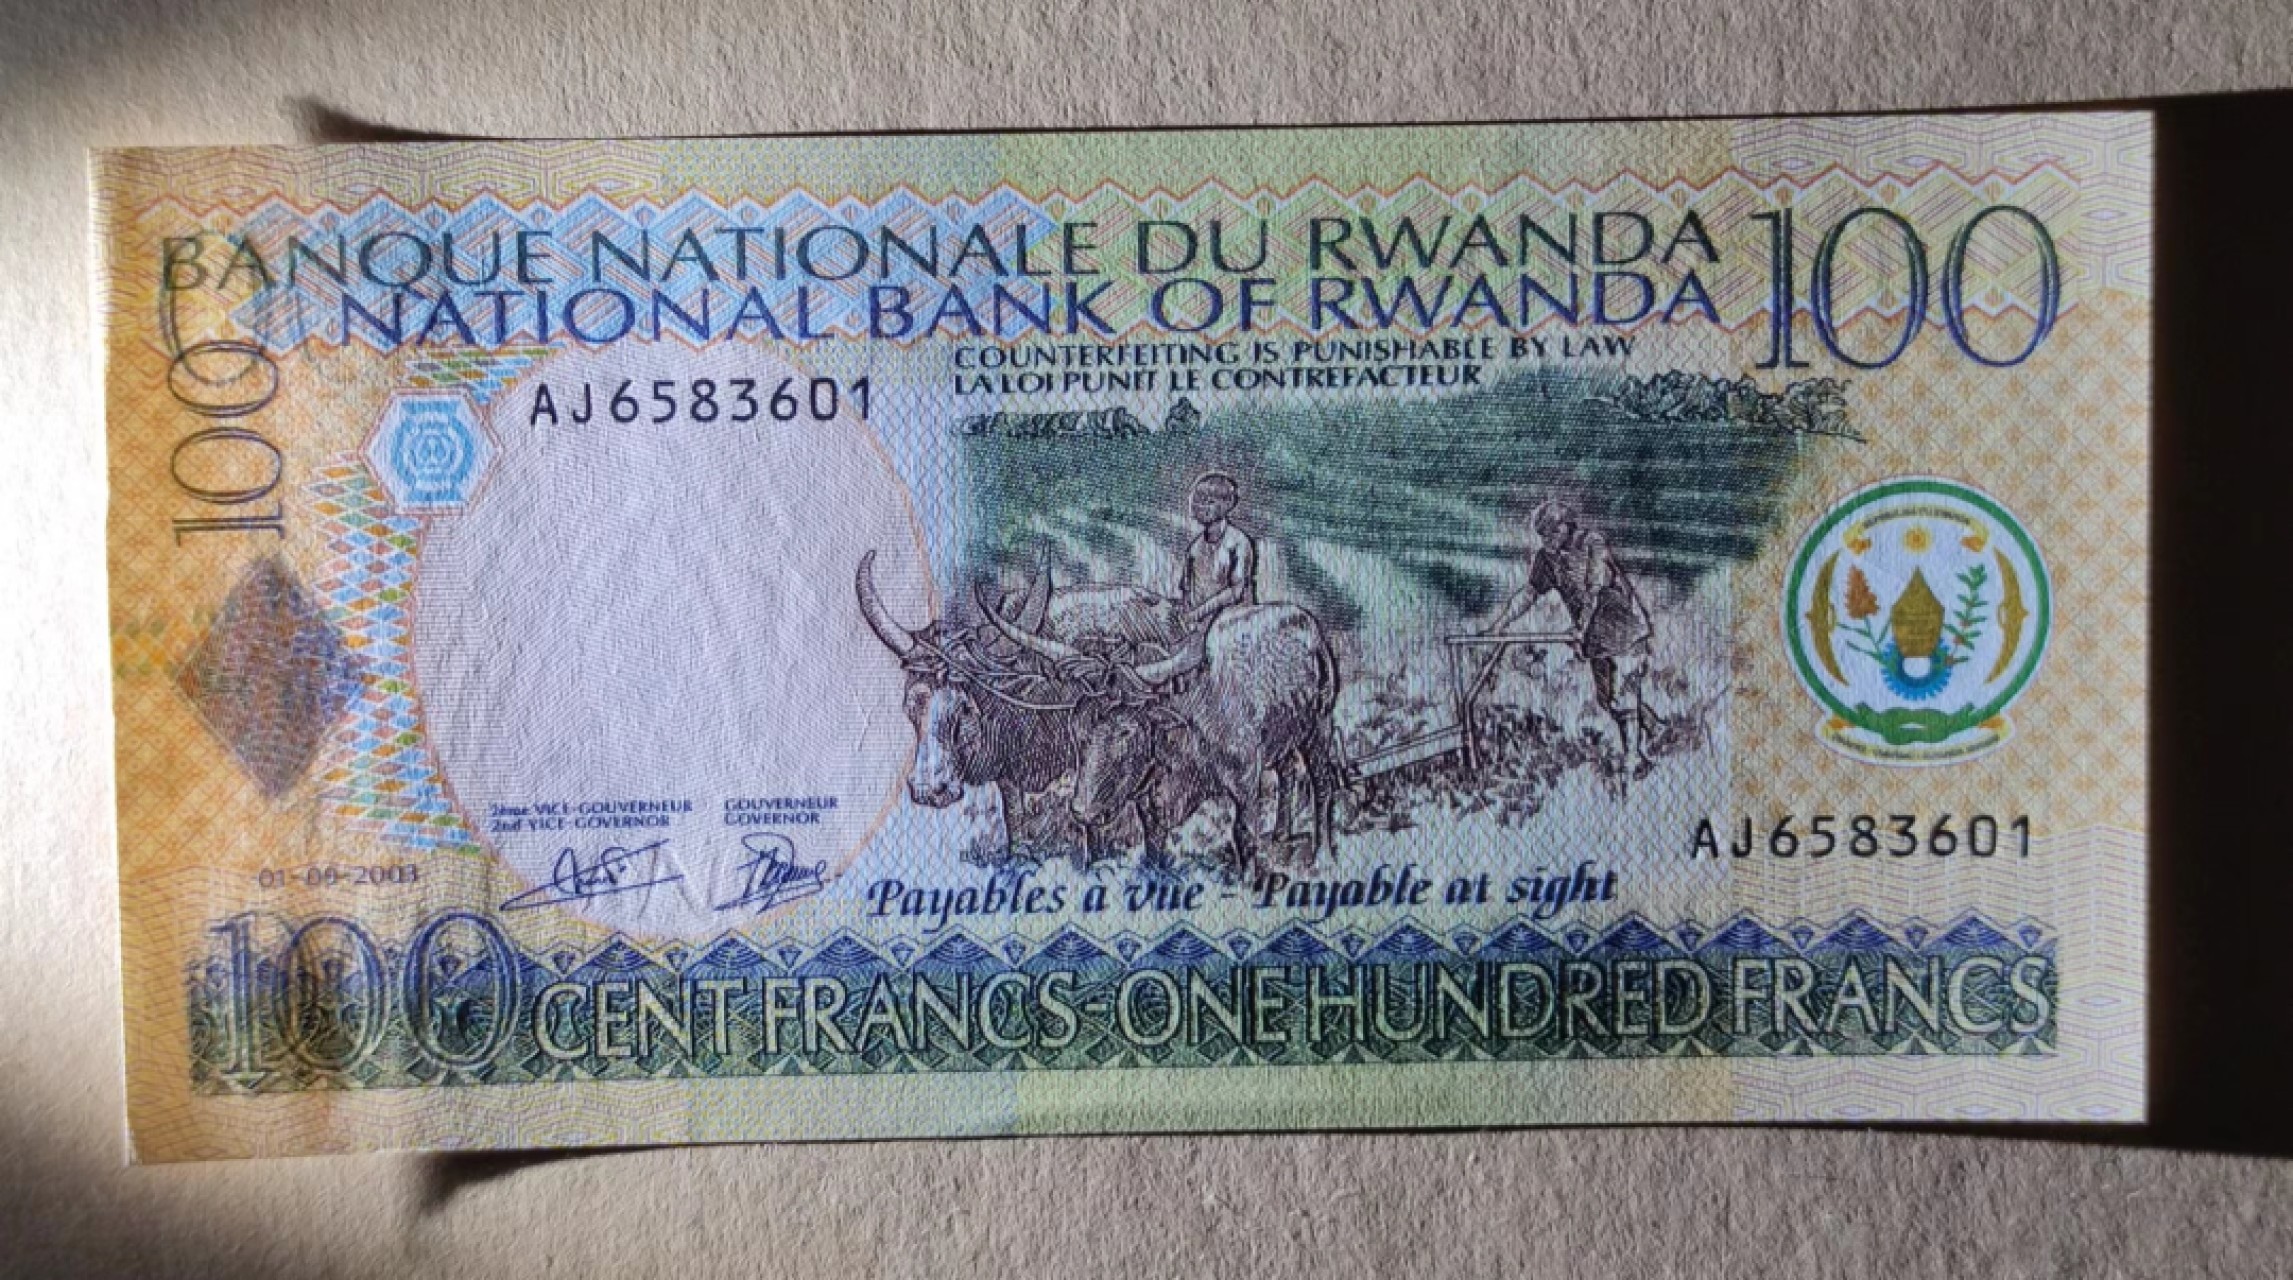 BANQUE NATIONALE DU RWANDA
NATIONAL BANK OF RWANDA
100
COUNTERFEITING IS PUNISHABLE BY LAW
LA LOI PUNIT LE CONTREFACTEUR
100
AJ6583601
2ème VICE-GOUVERNEUR
2nd VICE-GOVERNOR
GOUVERNEUR
GOVERNOR
AJ6583601
01-09-2003
Payables à vue - Payable at sight
100 CENT FRANCS-ONE HUNDRED FRANCS